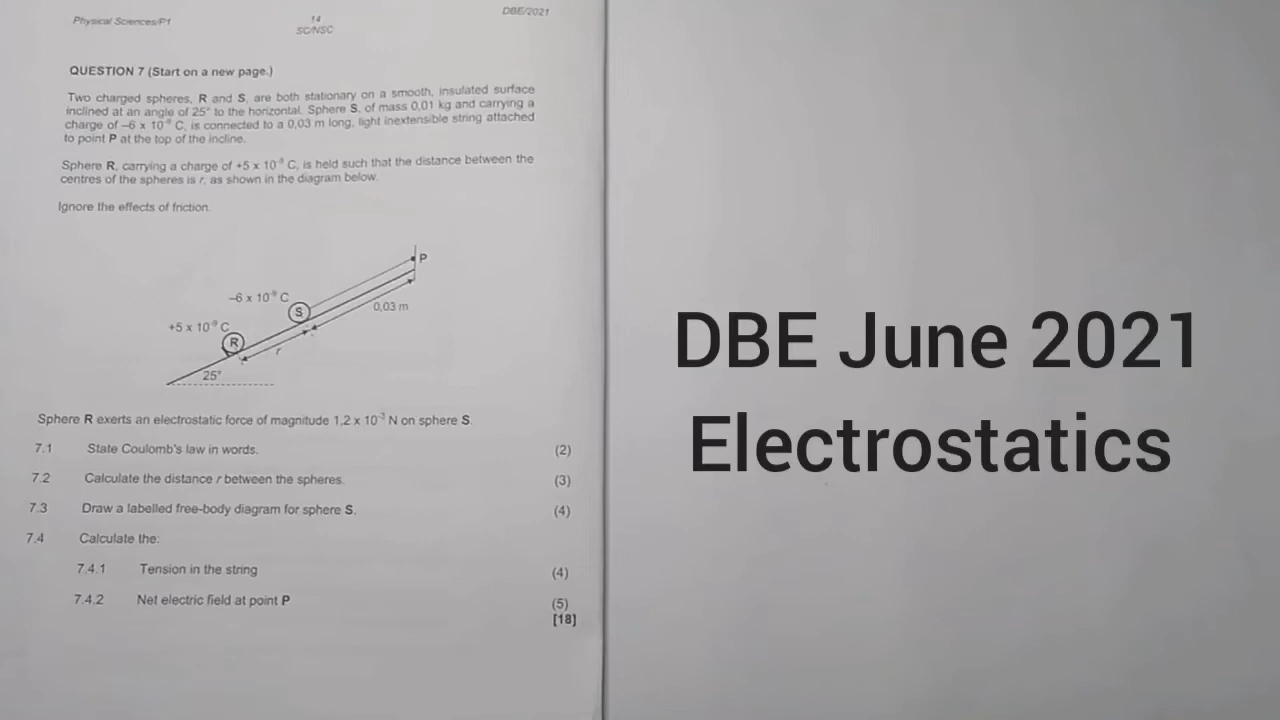 Physical Sciences/P1
14
SC/NSC
DBE/2021
QUESTION 7 (Start on a new page.)
Two charged spheres, R and S, are both stationary on a smooth, insulated surface
inclined at an angle of 25° to the horizontal. Sphere S, of mass 0,01 kg and carrying a
charge of –6 x 10⁻⁹ C, is connected to a 0,03 m long, light inextensible string attached
to point P at the top of the incline.
Sphere R, carrying a charge of +5 x 10⁻⁹ C, is held such that the distance between the
centres of the spheres is r, as shown in the diagram below.
Ignore the effects of friction.
P
–6 x 10⁻⁹ C
S
0,03 m
+5 x 10⁻⁹ C
R
r
25°
Sphere R exerts an electrostatic force of magnitude 1,2 x 10⁻³ N on sphere S.
7.1 State Coulomb's law in words. (2)
7.2 Calculate the distance r between the spheres. (3)
7.3 Draw a labelled free-body diagram for sphere S. (4)
7.4 Calculate the:
7.4.1 Tension in the string (4)
7.4.2 Net electric field at point P (5)
[18]
DBE June 2021
Electrostatics